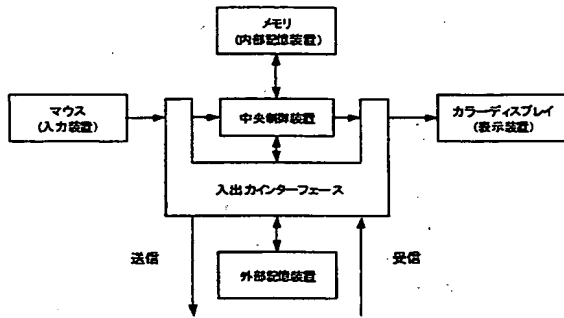 メモリ
(内部記憶装置)
マウス
(入力装置)
中央制御装置
カラーディスプレイ
(表示装置)
入出力インターフェース
送信
受信
外部記憶装置